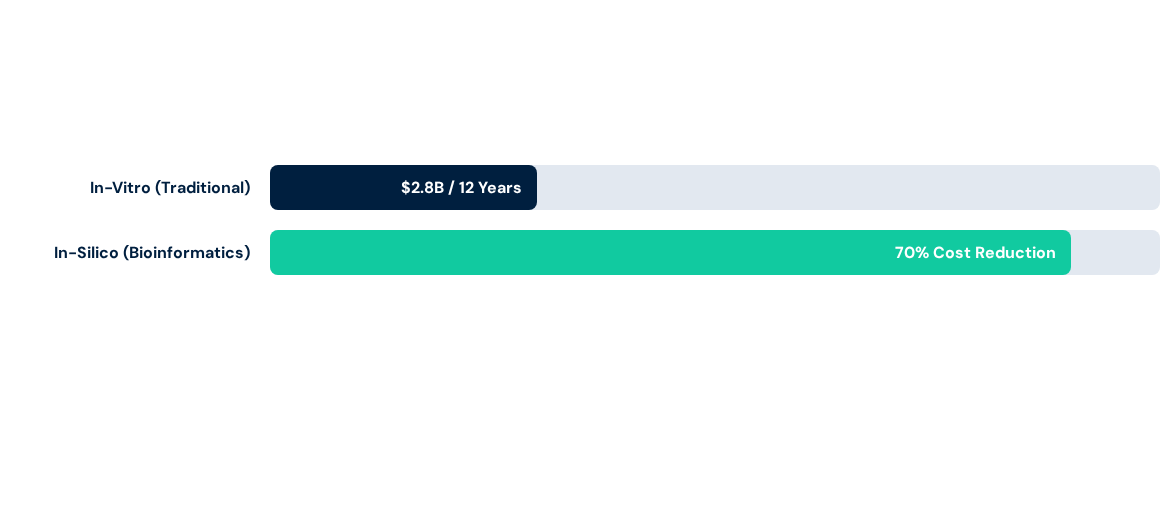 In-Vitro (Traditional)
$2.8B / 12 Years
In-Silico (Bioinformatics)
70% Cost Reduction